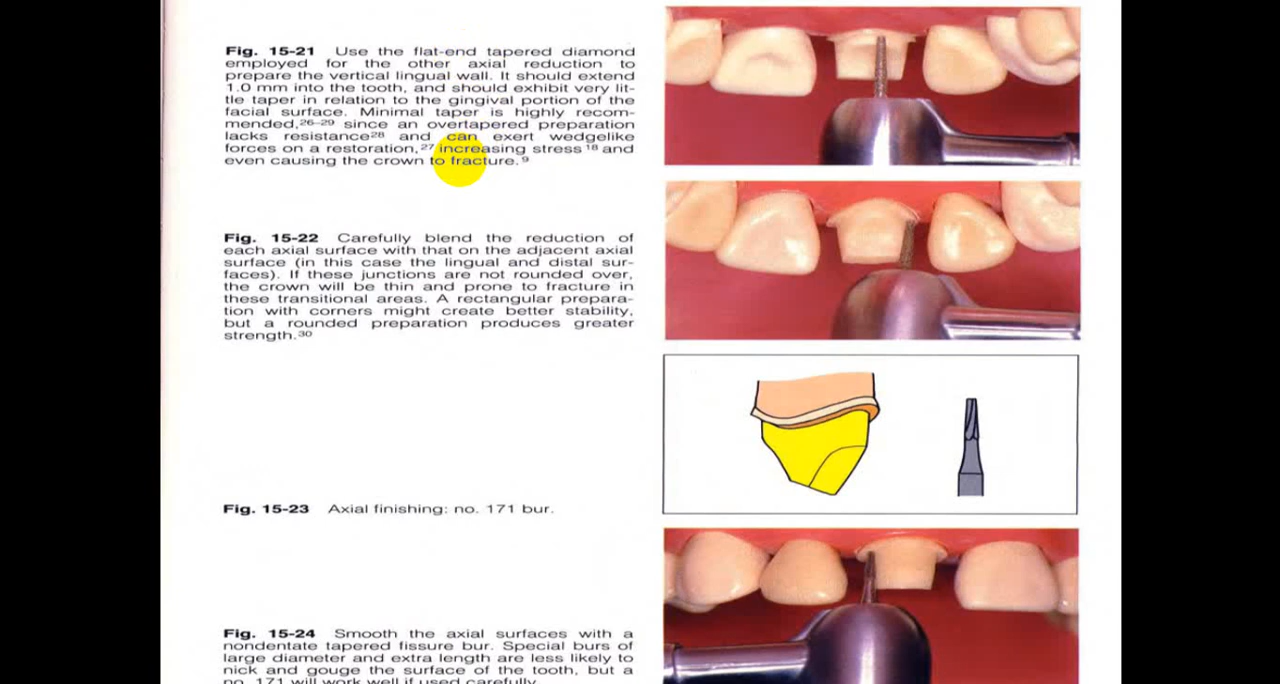 Fig. 15-21 Use the flat-end tapered diamond
employed for the other axial reduction to
prepare the vertical lingual wall. It should extend
1.0 mm into the tooth, and should exhibit very lit-
tle taper in relation to the gingival portion of the
facial surface. Minimal taper is highly recom-
mended,26–29 since an overtapered preparation
lacks resistance28 and can exert wedgelike
forces on a restoration,27 increasing stress18 and
even causing the crown to fracture.9
Fig. 15-22 Carefully blend the reduction of
each axial surface with that on the adjacent axial
surface (in this case the lingual and distal sur-
faces). If these junctions are not rounded over,
the crown will be thin and prone to fracture in
these transitional areas. A rectangular prepara-
tion with corners might create better stability,
but a rounded preparation produces greater
strength.30
Fig. 15-23 Axial finishing: no. 171 bur.
Fig. 15-24 Smooth the axial surfaces with a
nondentate tapered fissure bur. Special burs of
large diameter and extra length are less likely to
nick and gouge the surface of the tooth, but a
no. 171 will work well if used carefully.